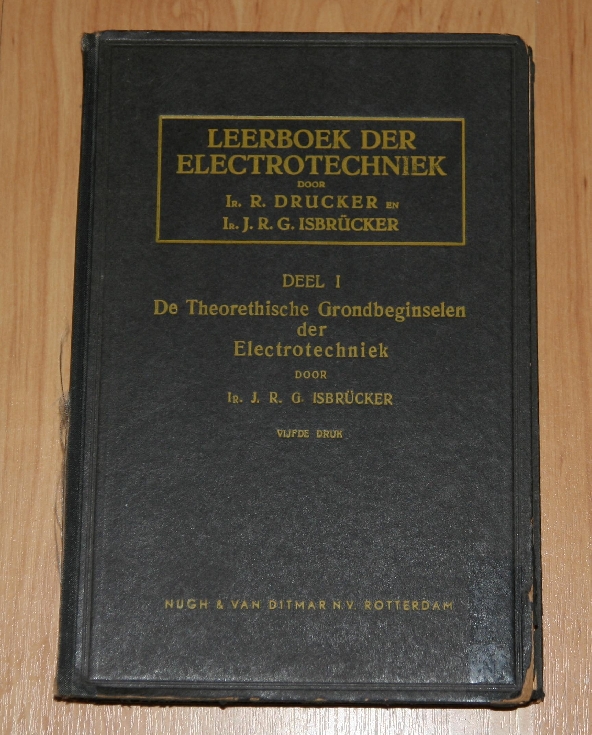 LEERBOEK DER
ELECTROTECHNIEK
DOOR
IR. R. DRUCKER EN
IR. J. R. G. ISBRÜCKER
DEEL I
De Theorethische Grondbeginselen
der
Electrotechniek
DOOR
IR. J. R. G. ISBRÜCKER
VIJFDE DRUK
NIJGH & VAN DITMAR N.V. ROTTERDAM